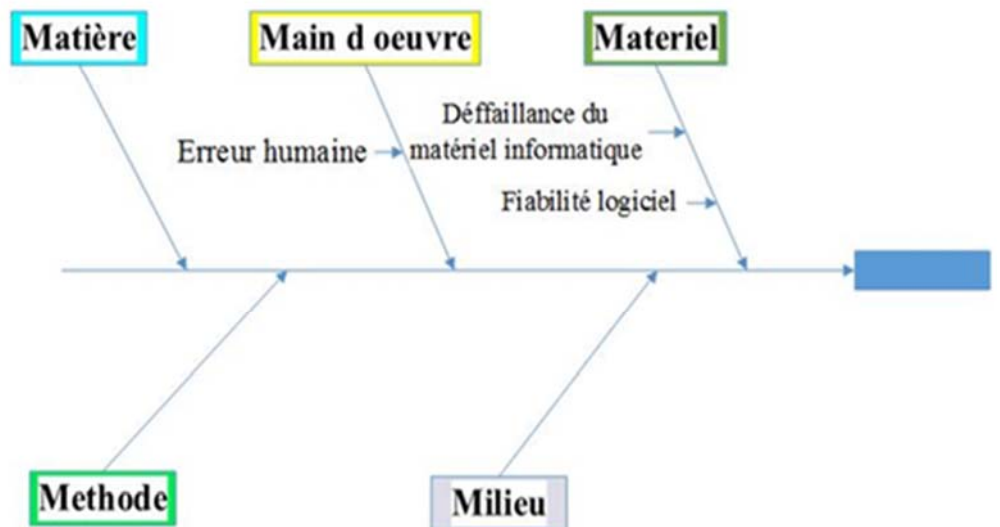 Matière
Main d oeuvre
Materiel
Déffaillance du
matériel informatique
Erreur humaine
Fiabilité logiciel
Methode
Milieu